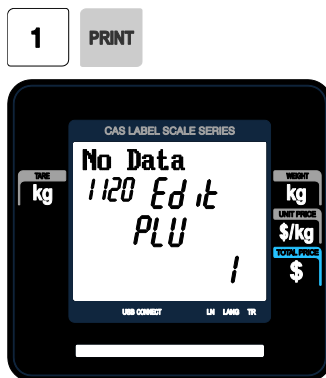 1 PRINT
CAS LABEL SCALE SERIES
No Data
1120 Edit
PLU
1
TARE
kg
WEIGHT
kg
UNIT PRICE
$/kg
TOTAL PRICE
$
USB CONNECT LN LANG TR